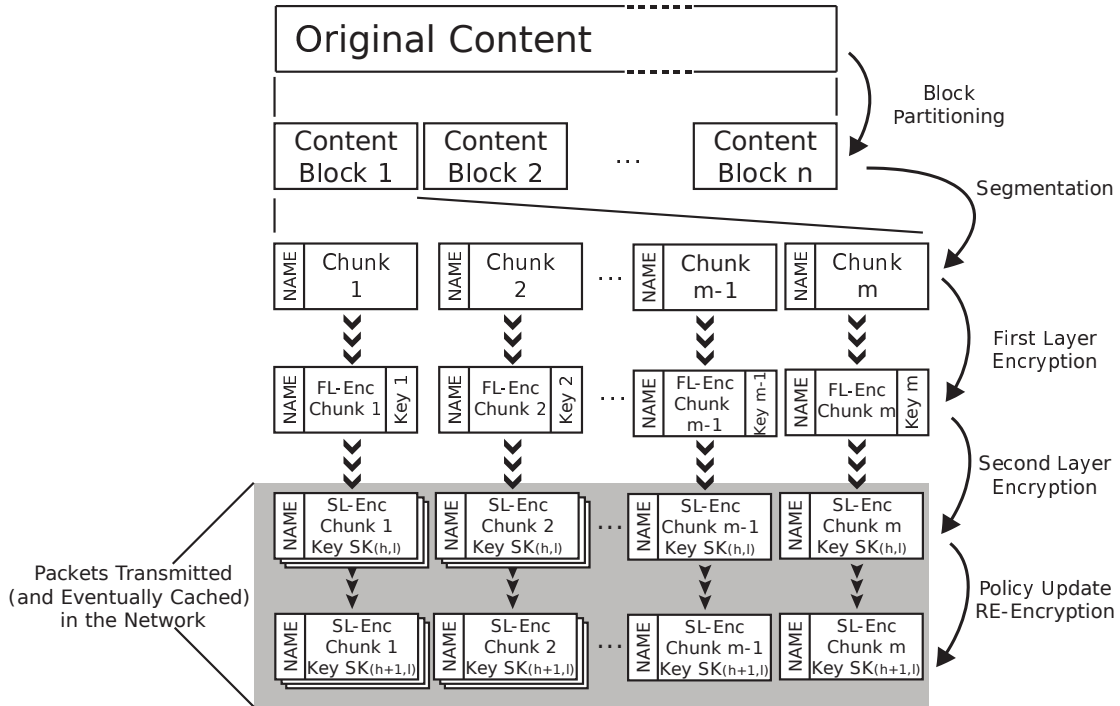 Original Content
Block
Partitioning
Content
Block 1
Content
Block 2
...
Content
Block n
Segmentation
NAME
Chunk
1
NAME
Chunk
2
...
NAME
Chunk
m-1
NAME
Chunk
m
First Layer
Encryption
NAME
FL-Enc
Chunk 1
Key 1
NAME
FL-Enc
Chunk 2
Key 2
...
NAME
FL-Enc
Chunk
m-1
Key m-1
NAME
FL-Enc
Chunk m
Key m
Second Layer
Encryption
NAME
SL-Enc
Chunk 1
Key SK(h,l)
NAME
SL-Enc
Chunk 2
Key SK(h,l)
...
NAME
SL-Enc
Chunk m-1
Key SK(h,l)
NAME
SL-Enc
Chunk m
Key SK(h,l)
Packets Transmitted
(and Eventually Cached)
in the Network
Policy Update
RE-Encryption
NAME
SL-Enc
Chunk 1
Key SK(h+1,l)
NAME
SL-Enc
Chunk 2
Key SK(h+1,l)
...
NAME
SL-Enc
Chunk m-1
Key SK(h+1,l)
NAME
SL-Enc
Chunk m
Key SK(h+1,l)